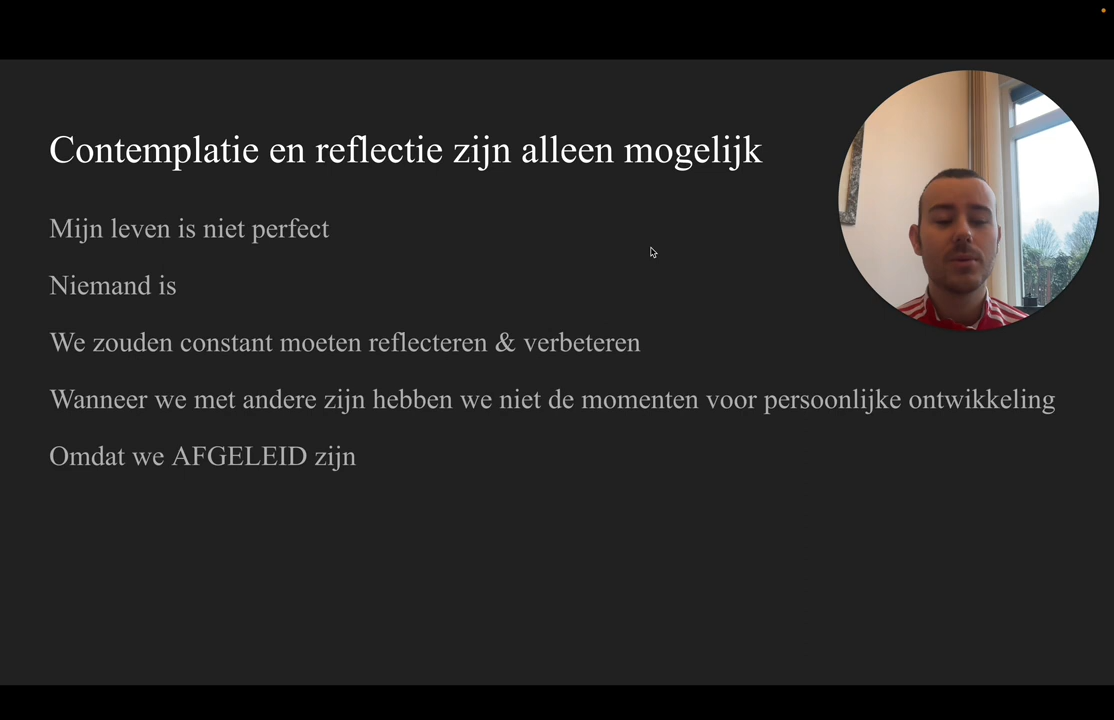 Contemplatie en reflectie zijn alleen mogelijk
Mijn leven is niet perfect
Niemand is
We zouden constant moeten reflecteren & verbeteren
Wanneer we met andere zijn hebben we niet de momenten voor persoonlijke ontwikkeling
Omdat we AFGELEID zijn